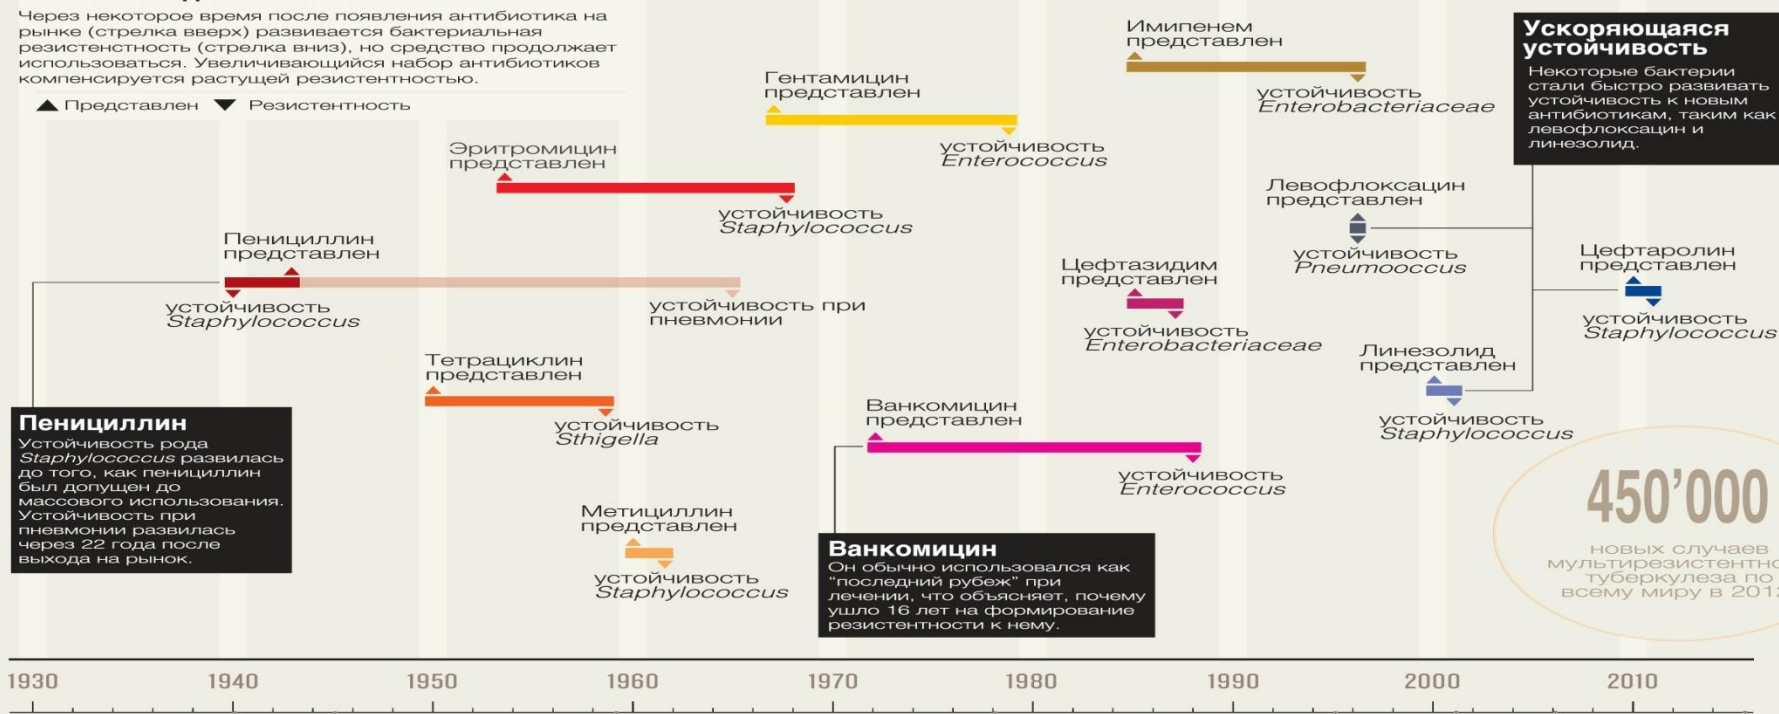 Через некоторое время после появления антибиотика на
рынке (стрелка вверх) развивается бактериальная
резистенстность (стрелка вниз), но средство продолжает
использоваться. Увеличивающийся набор антибиотиков
компенсируется растущей резистентностью.
▲ Представлен ▼ Резистентность
Имипенем
представлен
устойчивость
Enterobacteriaceae
Ускоряющаяся
устойчивость
Некоторые бактерии
стали быстро развивать
устойчивость к новым
антибиотикам, таким как
левофлоксацин и
линезолид.
Гентамицин
представлен
устойчивость
Enterococcus
Эритромицин
представлен
устойчивость
Staphylococcus
Левофлоксацин
представлен
устойчивость
Pneumooccus
Пенициллин
представлен
устойчивость
Staphylococcus
устойчивость при
пневмонии
Цефтазидим
представлен
устойчивость
Enterobacteriaceae
Цефтаролин
представлен
устойчивость
Staphylococcus
Тетрациклин
представлен
устойчивость
Sthigella
Линезолид
представлен
устойчивость
Staphylococcus
Ванкомицин
представлен
устойчивость
Enterococcus
Пенициллин
Устойчивость рода
Staphylococcus развилась
до того, как пенициллин
был допущен до
массового использования.
Устойчивость при
пневмонии развилась
через 22 года после
выхода на рынок.
Метициллин
представлен
устойчивость
Staphylococcus
Ванкомицин
Он обычно использовался как
“последний рубеж” при
лечении, что объясняет, почему
ушло 16 лет на формирование
резистентности к нему.
450’000
новых случаев
туберкулеза по
всему миру в
1930 1940 1950 1960 1970 1980 1990 2000 2010